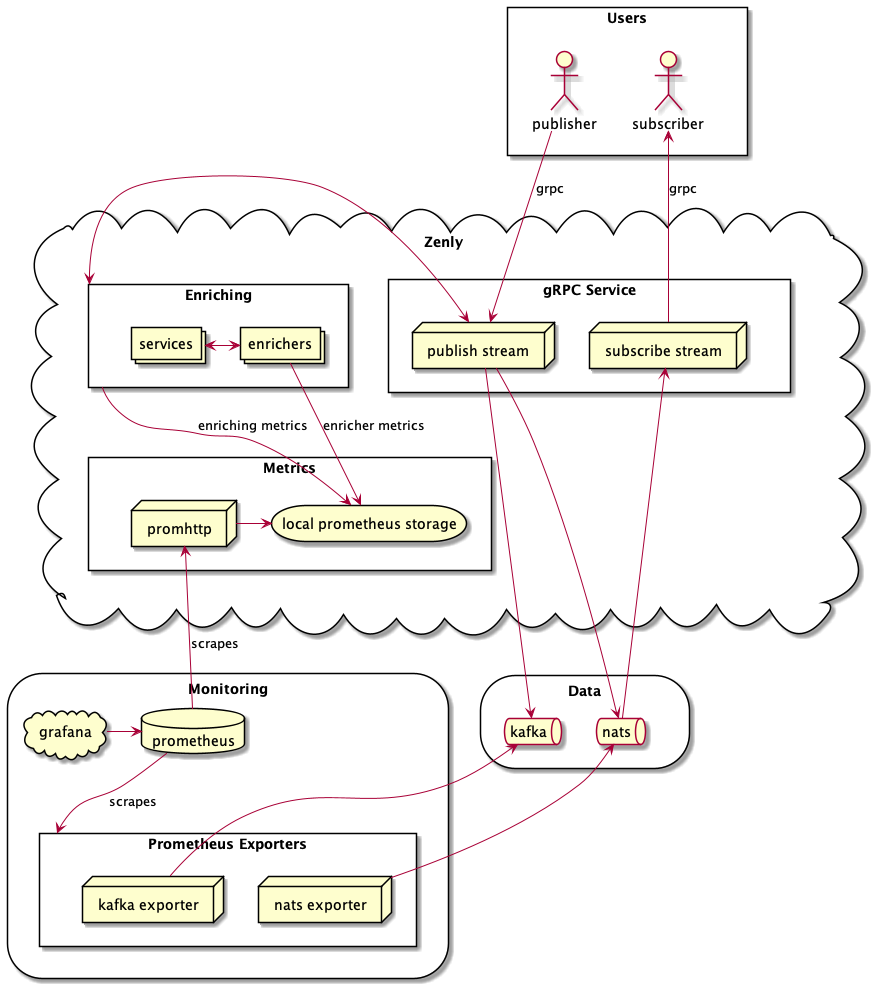 Users
publisher
subscriber
grpc
grpc
Zenly
Enriching
services
enrichers
gRPC Service
publish stream
subscribe stream
enriching metrics
enricher metrics
Metrics
promhttp
local prometheus storage
scrapes
Monitoring
grafana
prometheus
Data
kafka
nats
scrapes
Prometheus Exporters
kafka exporter
nats exporter